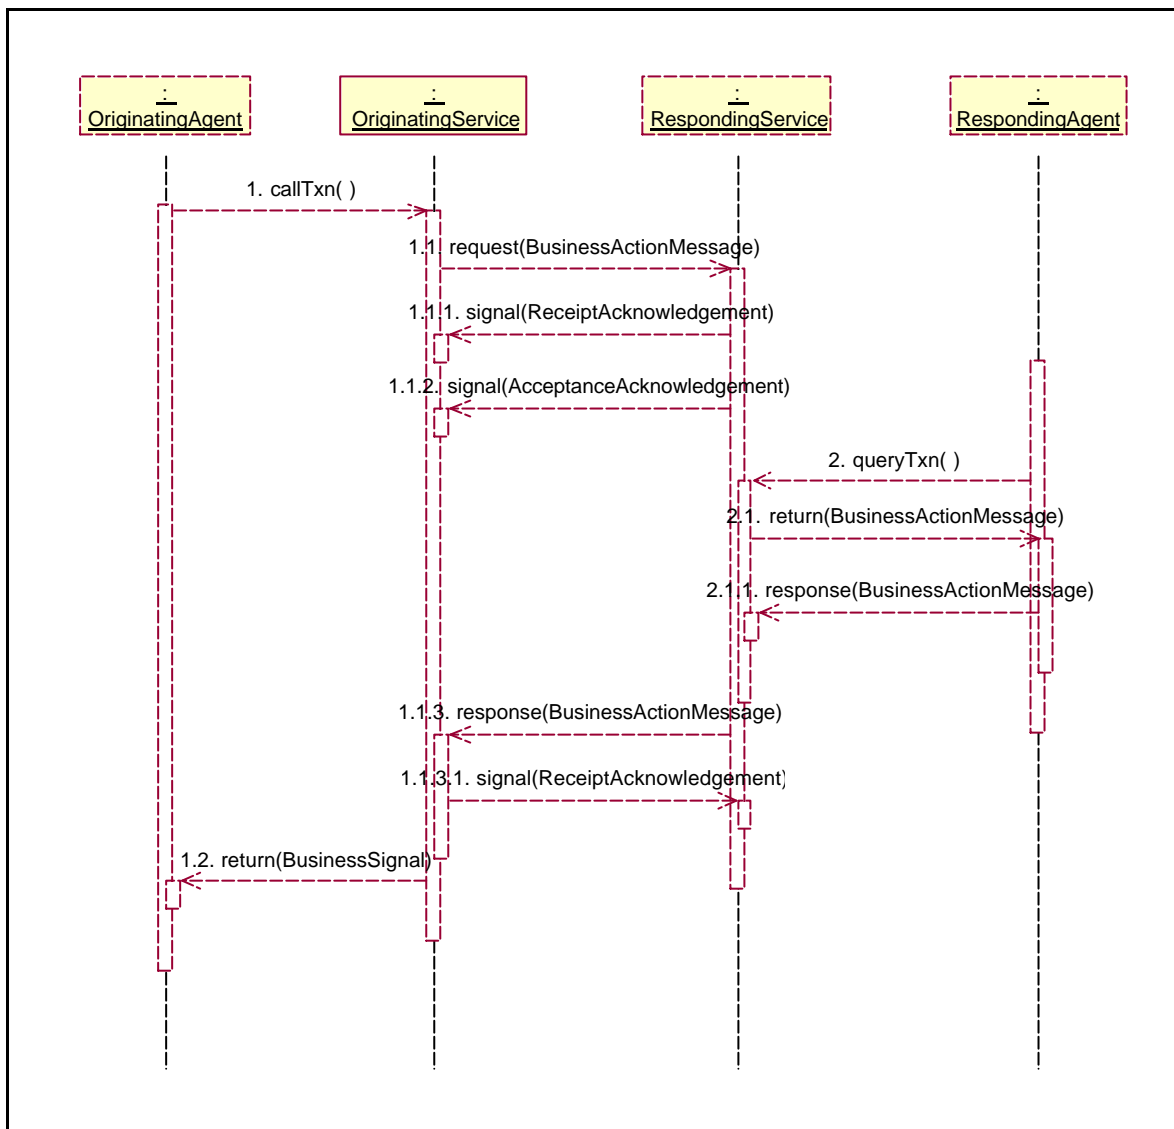 :
OriginatingAgent
:
OriginatingService
:
RespondingService
:
RespondingAgent
1. callTxn( )
1.1. request(BusinessActionMessage)
1.1.1. signal(ReceiptAcknowledgement)
1.1.2. signal(AcceptanceAcknowledgement)
2. queryTxn( )
2.1. return(BusinessActionMessage)
2.1.1. response(BusinessActionMessage)
1.1.3. response(BusinessActionMessage)
1.1.3.1. signal(ReceiptAcknowledgement)
1.2. return(BusinessSignal)